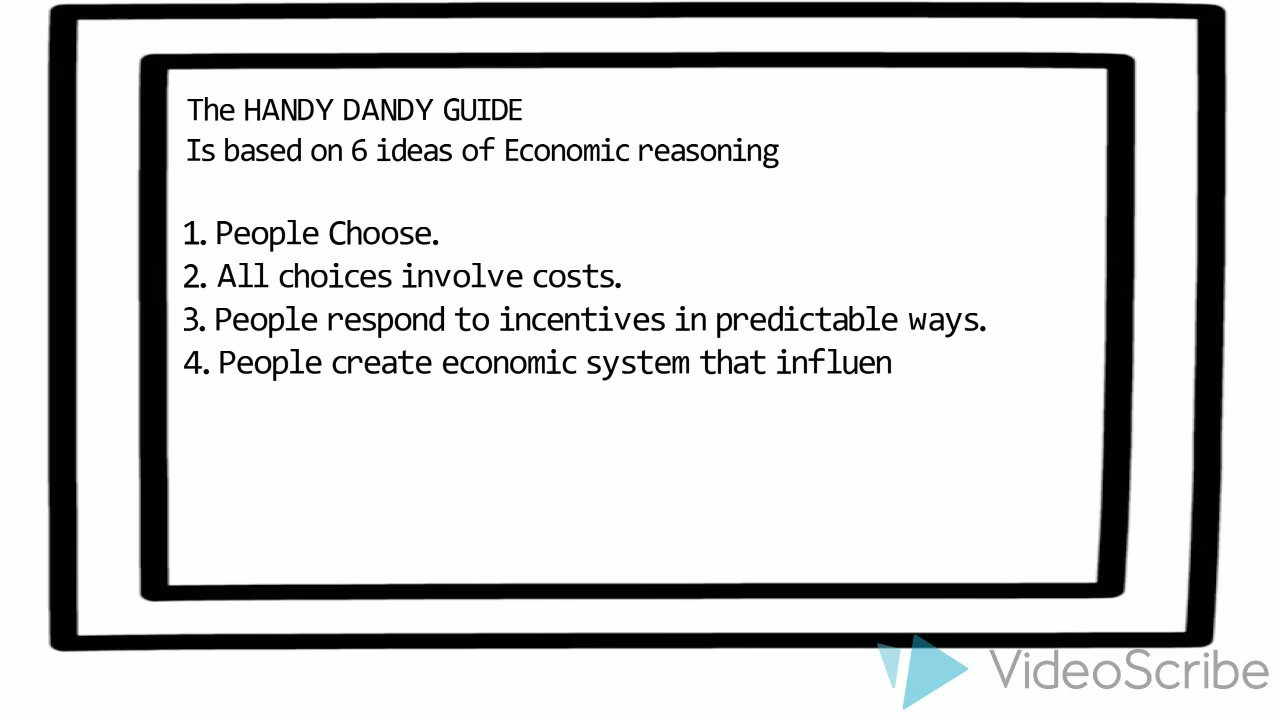 The HANDY DANDY GUIDE
Is based on 6 ideas of Economic reasoning
1. People Choose.
2. All choices involve costs.
3. People respond to incentives in predictable ways.
4. People create economic system that influen
VideoScribe